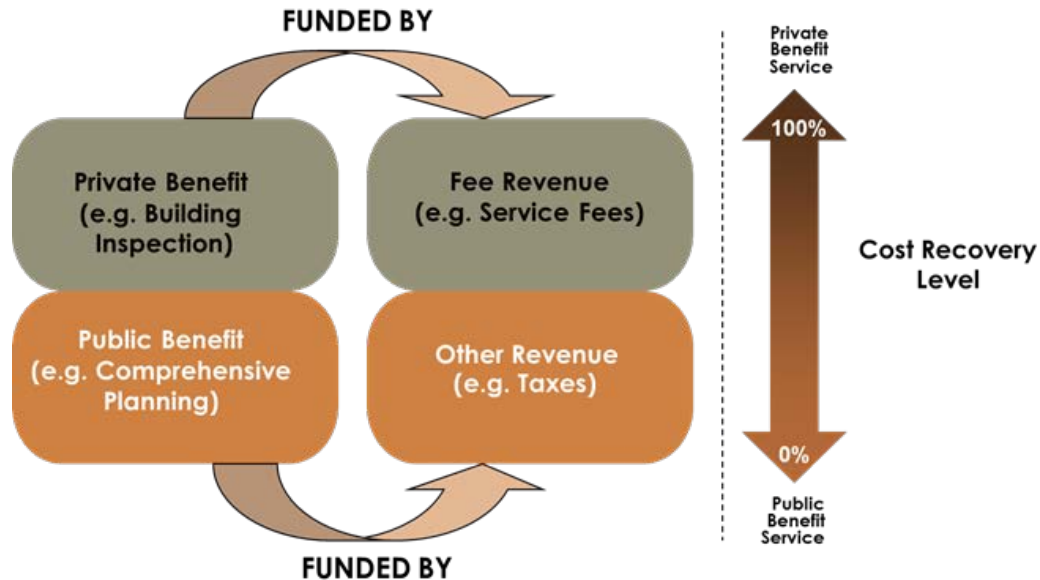 FUNDED BY
Private Benefit
(e.g. Building
Inspection)
Fee Revenue
(e.g. Service Fees)
Public Benefit
(e.g. Comprehensive
Planning)
Other Revenue
(e.g. Taxes)
FUNDED BY
Private
Benefit
Service
100%
Cost Recovery
Level
0%
Public
Benefit
Service